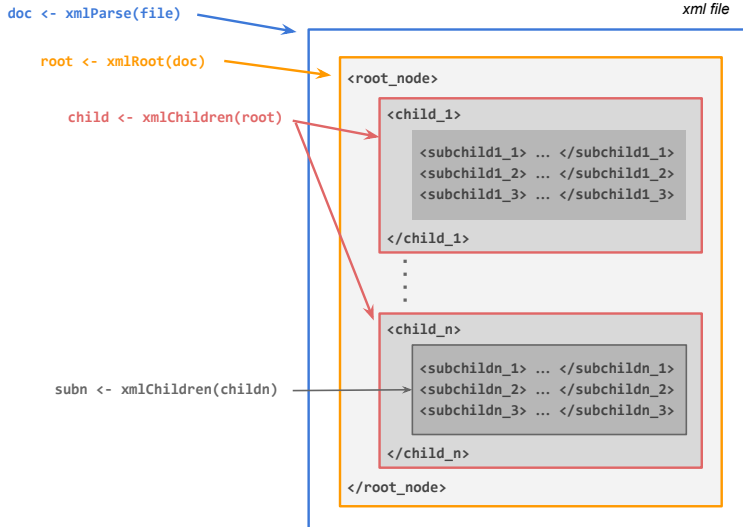 xml file
doc <- xmlParse(file)
root <- xmlRoot(doc)
<root_node>
child <- xmlChildren(root)
<child_1>
<subchild1_1> … </subchild1_1>
<subchild1_2> … </subchild1_2>
<subchild1_3> … </subchild1_3>
</child_1>
<child_n>
subn <- xmlChildren(childn)
<subchildn_1> … </subchildn_1>
<subchildn_2> … </subchildn_2>
<subchildn_3> … </subchildn_3>
</child_n>
</root_node>